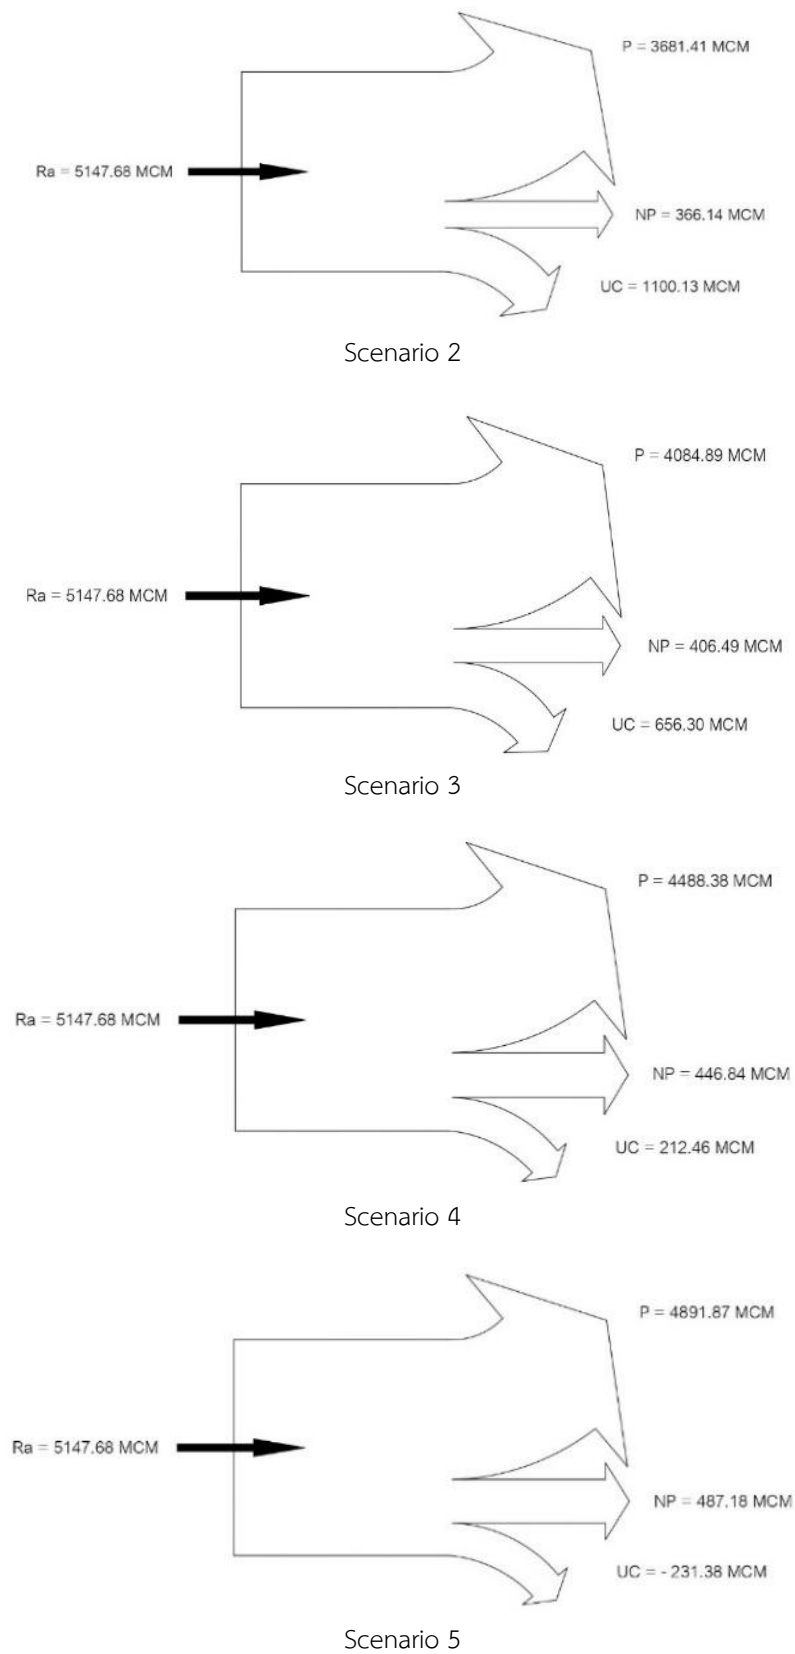 P = 3681.41 MCM
Ra = 5147.68 MCM
NP = 366.14 MCM
UC = 1100.13 MCM
Scenario 2
P = 4084.89 MCM
Ra = 5147.68 MCM
NP = 406.49 MCM
UC = 656.30 MCM
Scenario 3
P = 4488.38 MCM
Ra = 5147.68 MCM
NP = 446.84 MCM
UC = 212.46 MCM
Scenario 4
P = 4891.87 MCM
Ra = 5147.68 MCM
NP = 487.18 MCM
UC = - 231.38 MCM
Scenario 5